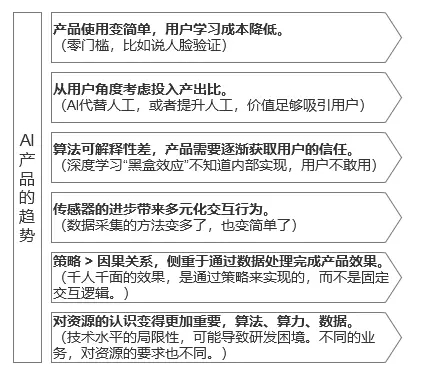 AI产品的趋势
产品使用变简单，用户学习成本降低。
（零门槛，比如说人脸验证）
从用户角度考虑投入产出比。
（AI代替人工，或者提升人工，价值足够吸引用户）
算法可解释性差，产品需要逐渐获取用户的信任。
（深度学习“黑盒效应”不知道内部实现，用户不敢用）
传感器的进步带来多元化交互行为。
（数据采集的方法变多了，也变简单了）
策略 > 因果关系，侧重于通过数据处理完成产品效果。
（千人千面的效果，是通过策略来实现的，而不是固定
交互逻辑。）
对资源的认识变得更加重要，算法、算力、数据。
（技术水平的局限性，可能导致研发困境。不同的业
务，对资源的要求也不同。）